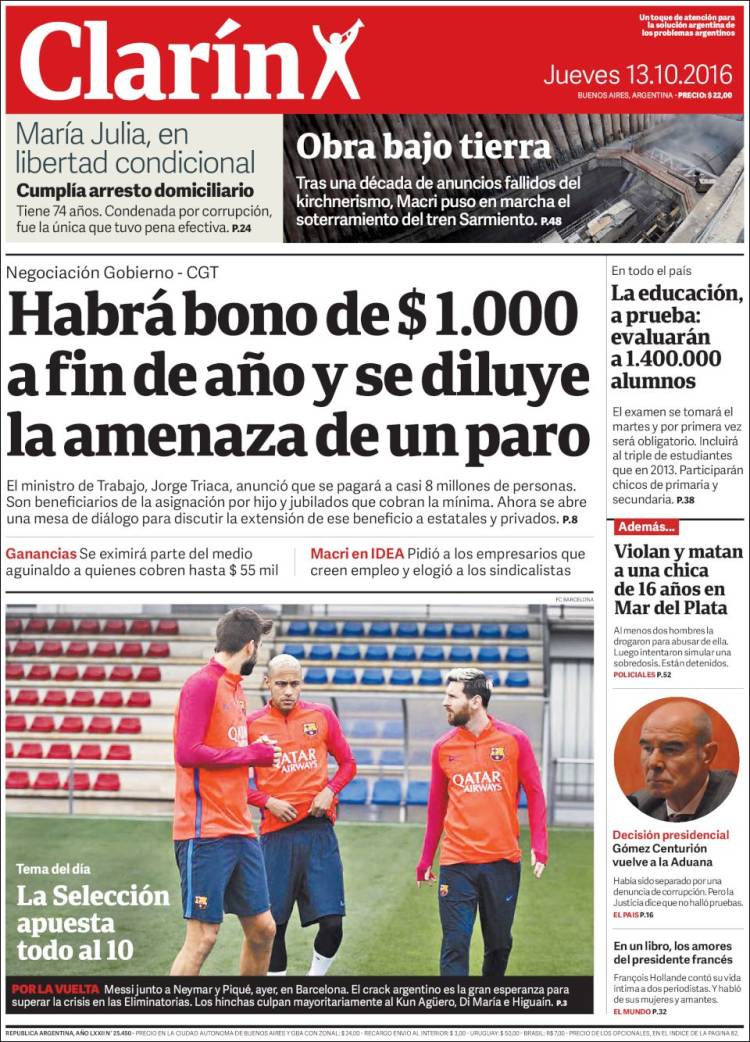 Clarín
Un toque de atención para
la solución argentina de
los problemas argentinos
Jueves 13.10.2016
BUENOS AIRES, ARGENTINA - PRECIO: $ 22,00
María Julia, en
libertad condicional
Cumplía arresto domiciliario
Tiene 74 años. Condenada por corrupción,
fue la única que tuvo pena efectiva. P.24
Obra bajo tierra
Tras una década de anuncios fallidos del
kirchnerismo, Macri puso en marcha el
soterramiento del tren Sarmiento. P.48
Negociación Gobierno - CGT
Habrá bono de $ 1.000
a fin de año y se diluye
la amenaza de un paro
El ministro de Trabajo, Jorge Triaca, anunció que se pagará a casi 8 millones de personas.
Son beneficiarios de la asignación por hijo y jubilados que cobran la mínima. Ahora se abre
una mesa de diálogo para discutir la extensión de ese beneficio a estatales y privados. P.8
Ganancias Se eximirá parte del medio
aguinaldo a quienes cobren hasta $ 55 mil
Macri en IDEA Pidió a los empresarios que
creen empleo y elogió a los sindicalistas
FC BARCELONA
QATAR
AIRWAYS
QATAR
AIRWAYS
QATAR
AIRWAYS
Tema del día
La Selección
apuesta
todo al 10
POR LA VUELTA Messi junto a Neymar y Piqué, ayer, en Barcelona. El crack argentino es la gran esperanza para
superar la crisis en las Eliminatorias. Los hinchas culpan mayoritariamente al Kun Agüero, Di María e Higuaín. P.3
En todo el país
La educación,
a prueba:
evaluarán
a 1.400.000
alumnos
El examen se tomará el
martes y por primera vez
será obligatorio. Incluirá
al triple de estudiantes
que en 2013. Participarán
chicos de primaria y
secundaria. P.38
Además...
Violan y matan
a una chica
de 16 años en
Mar del Plata
Al menos dos hombres la
drogaron para abusar de ella.
Luego intentaron simular una
sobredosis. Están detenidos.
POLICIALES P.52
Decisión presidencial
Gómez Centurión
vuelve a la Aduana
Había sido separado por una
denuncia de corrupción. Pero la
Justicia dice que no halló pruebas.
EL PAIS P.16
En un libro, los amores
del presidente francés
François Hollande contó su vida
íntima a dos periodistas. Y habló
de sus mujeres y amantes.
EL MUNDO P.32
REPUBLICA ARGENTINA, AÑO LXXII N° 25.450 - PRECIO EN LA CIUDAD AUTONOMA DE BUENOS AIRES Y GBA CON ZONAL: $ 24,00 - RECARGO ENVIO AL INTERIOR: $ 3,00 - URUGUAY: $ 50,00 - BRASIL: R$ 7,00 - PRECIO DE LOS OPCIONALES, EN EL INDICE DE LA PAGINA 82.